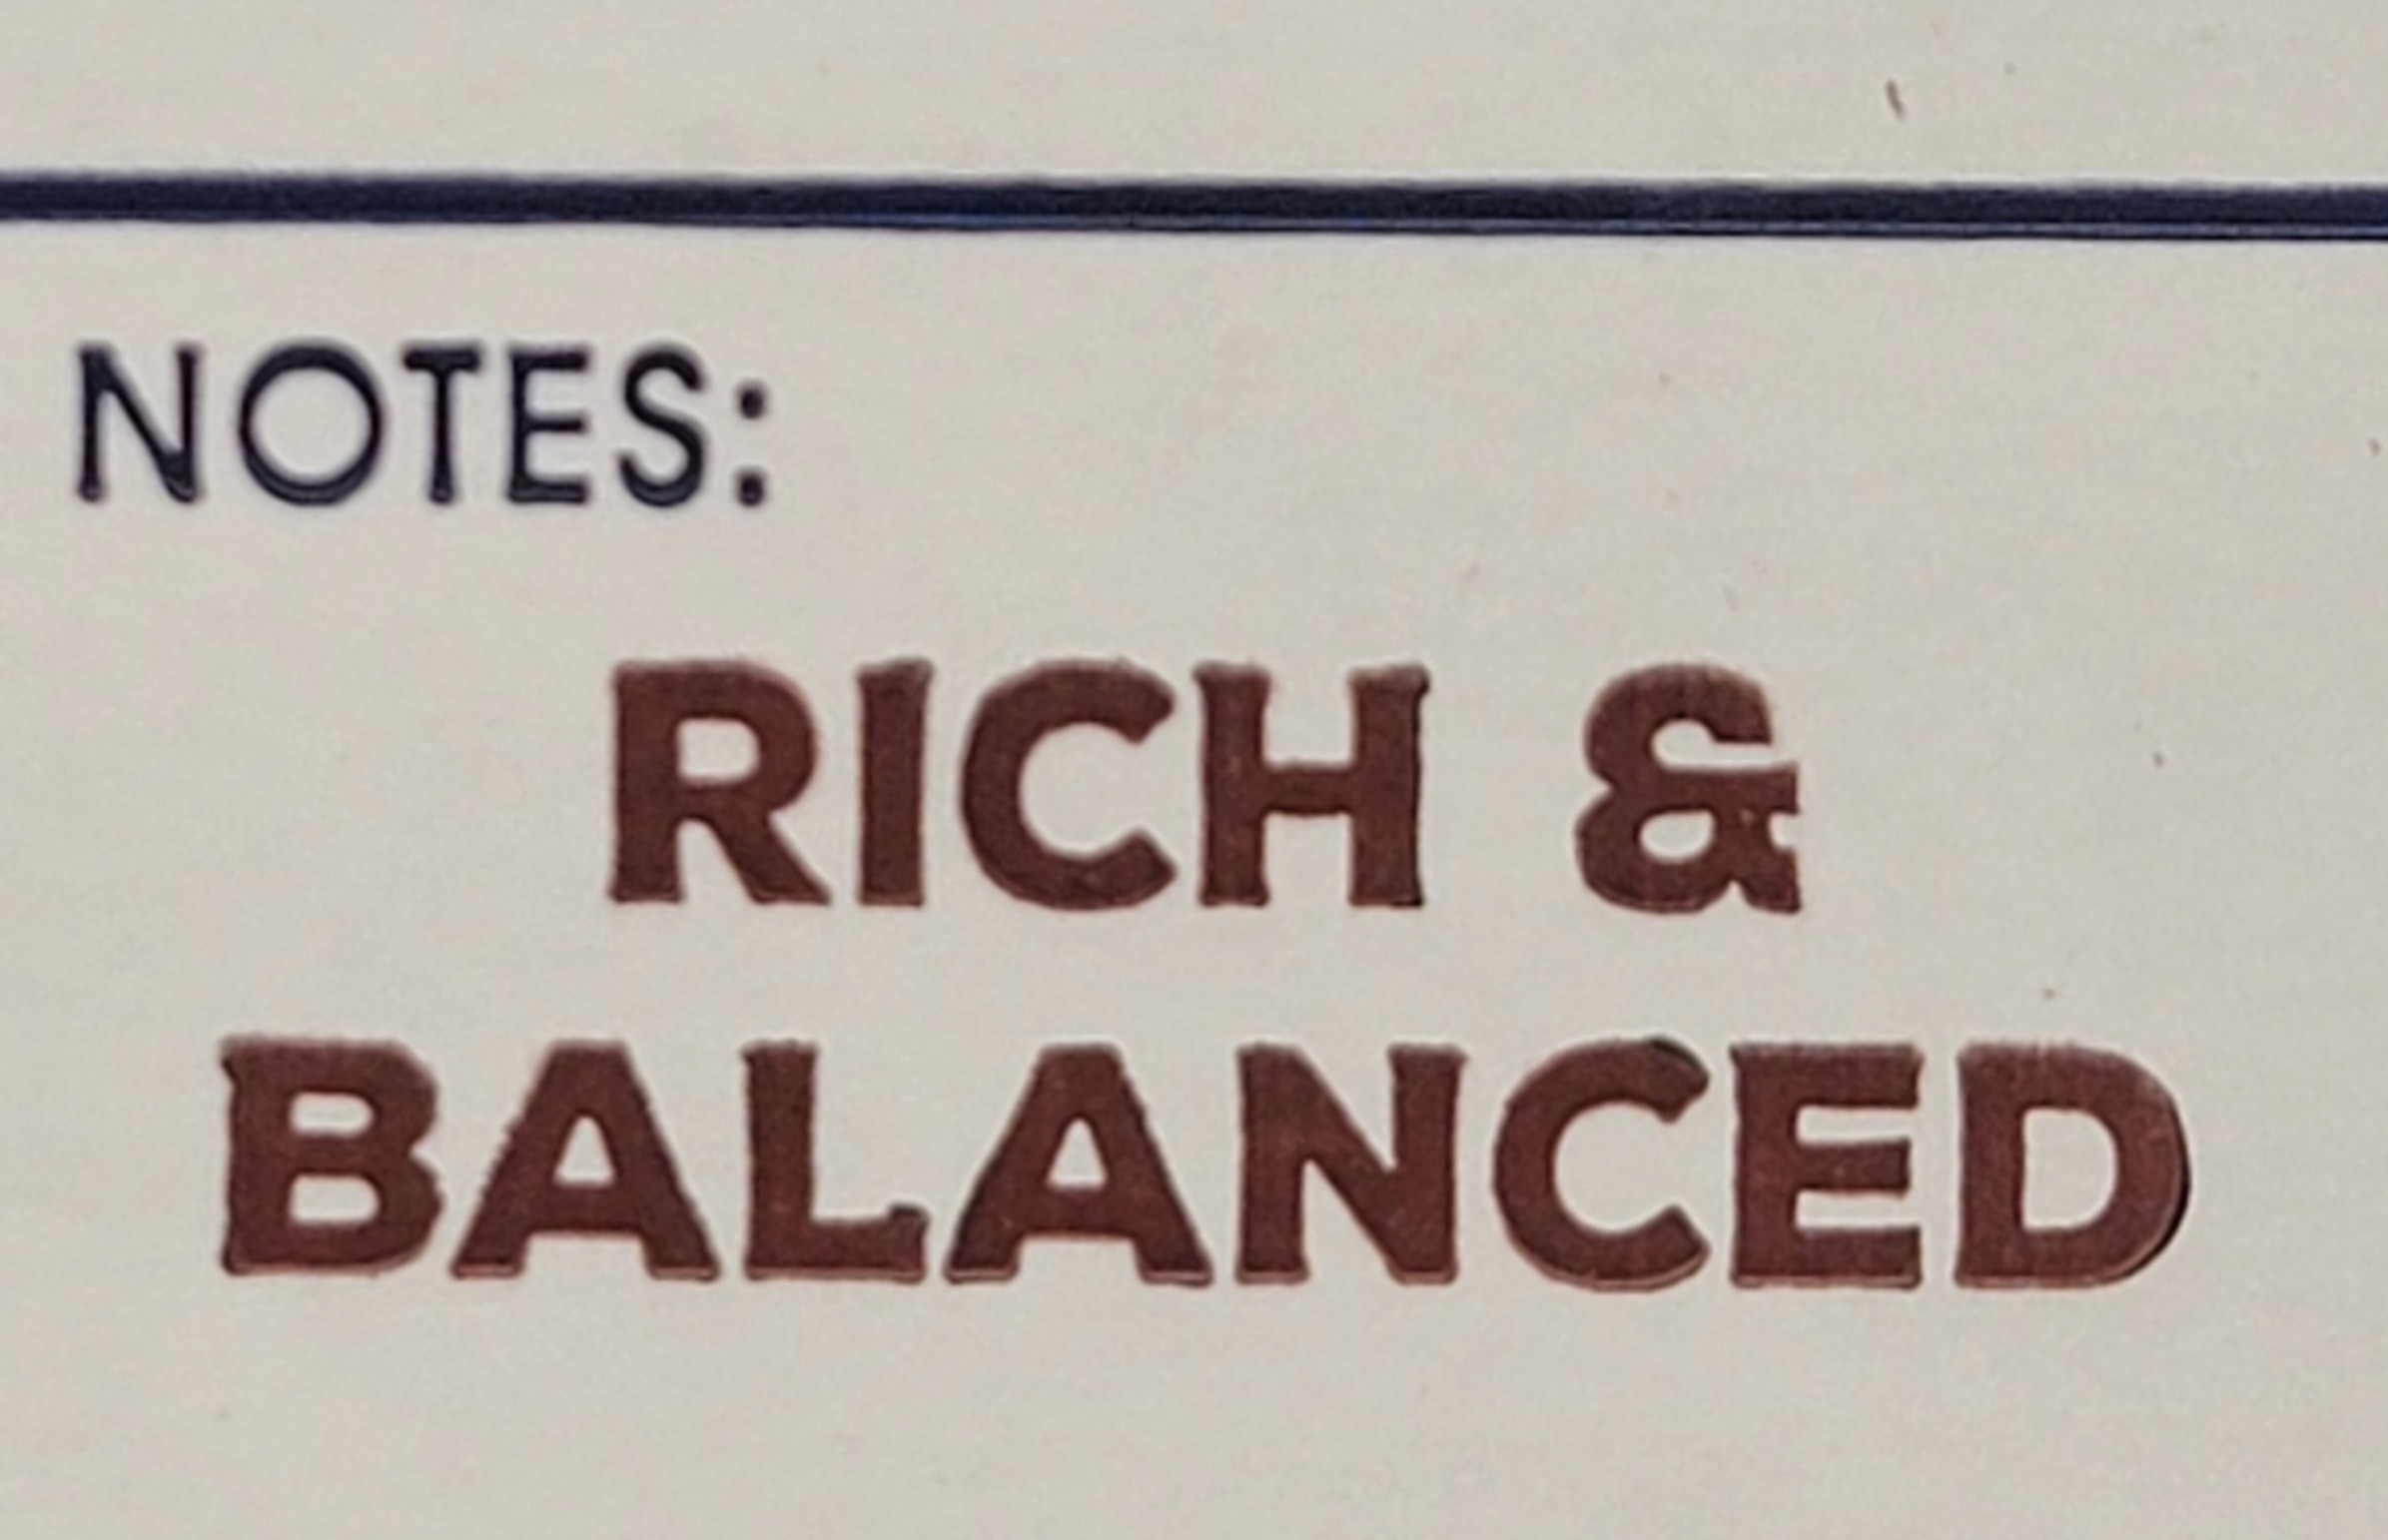 NOTES:
RICH &
BALANCED